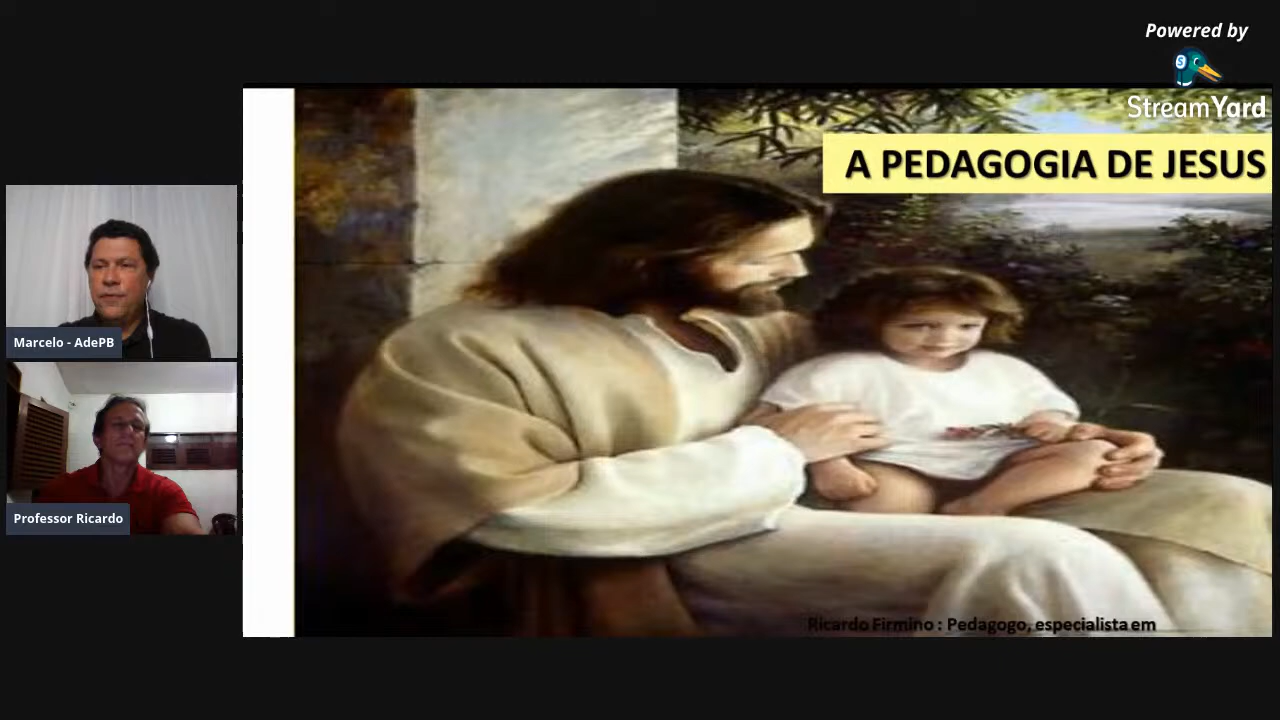 Powered by
StreamYard
A PEDAGOGIA DE JESUS
Marcelo - AdePB
Professor Ricardo
Ricardo Firmino : Pedagogo, especialista em